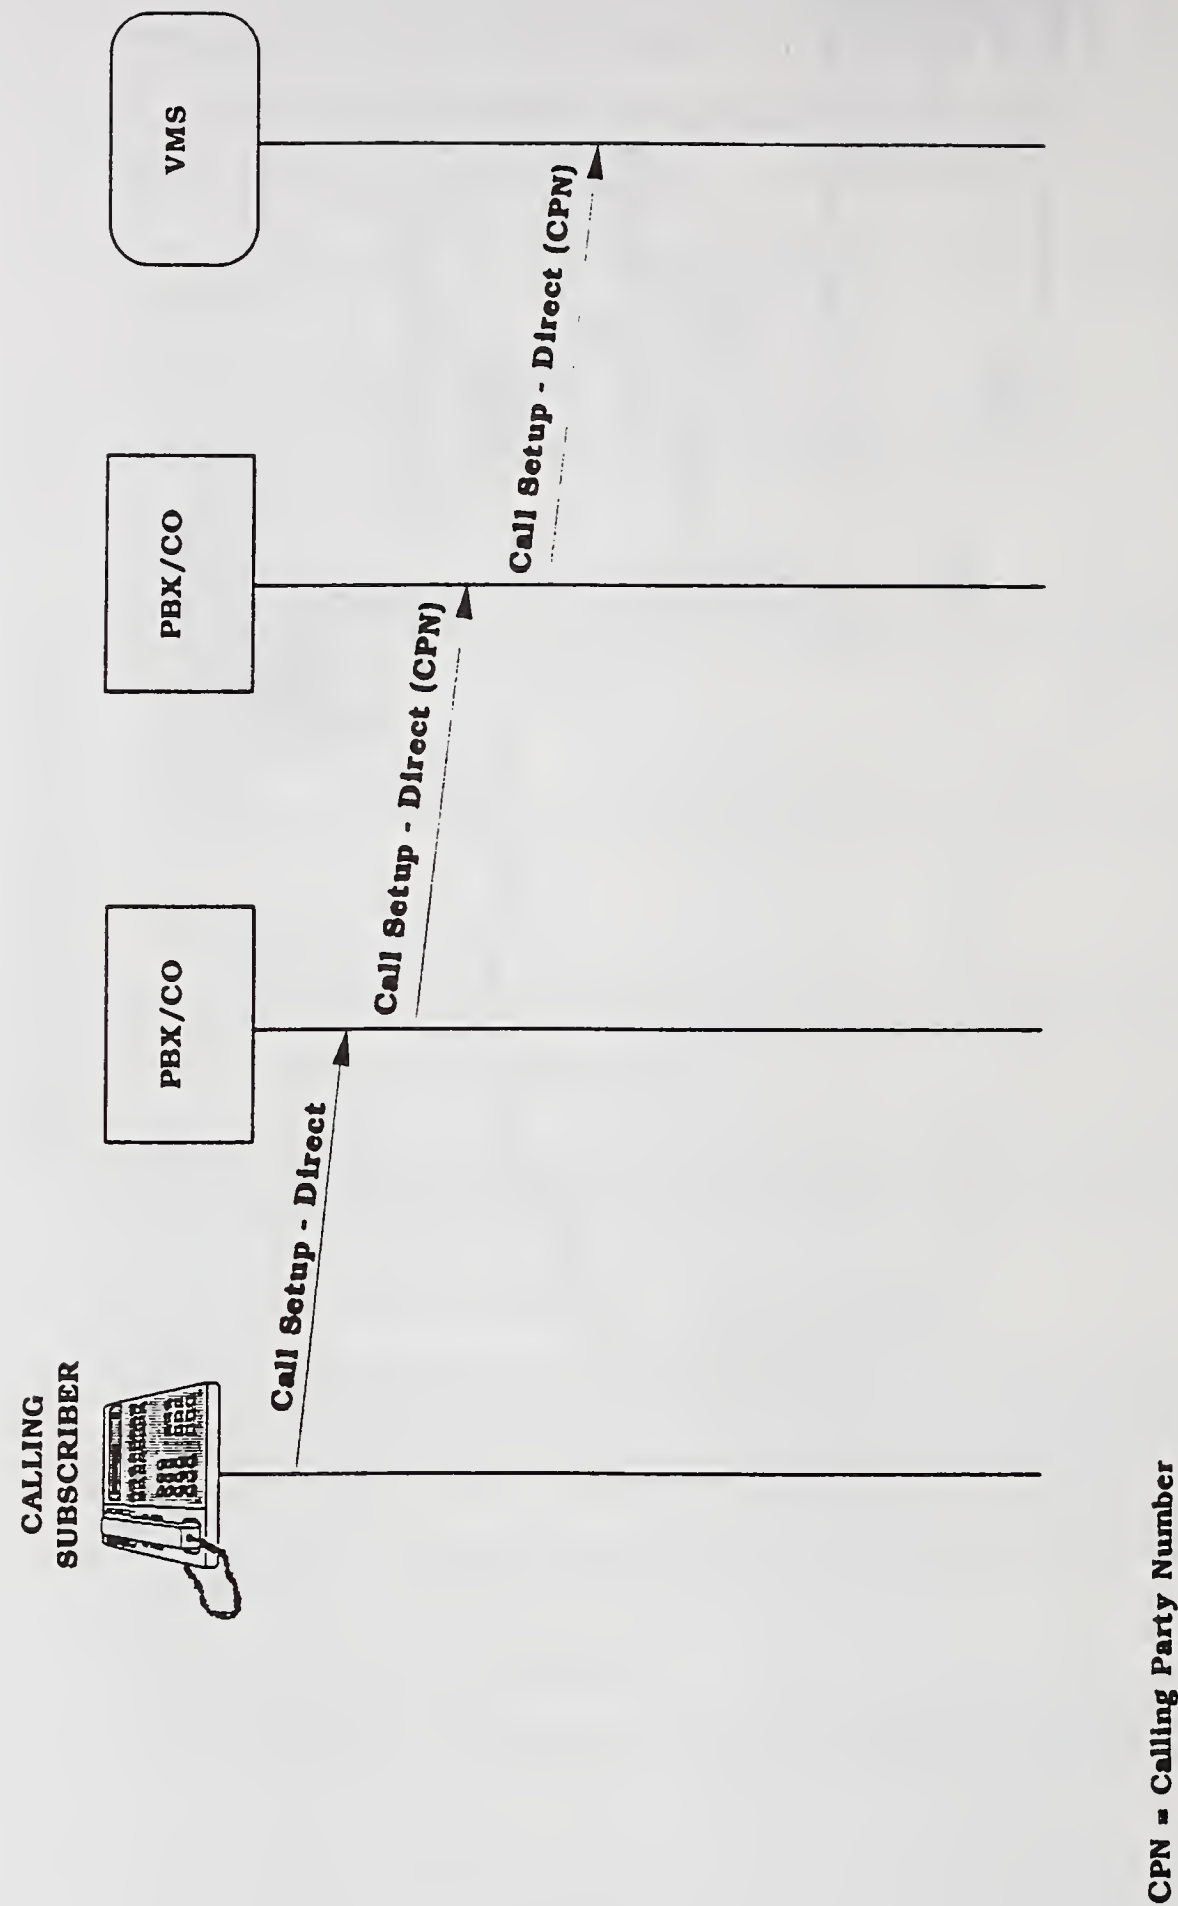 CALLING
SUBSCRIBER
PBX/CO
PBX/CO
VMS
Call Setup - Direct
Call Setup - Direct (CPN)
Call Setup - Direct (CPN)
CPN = Calling Party Number